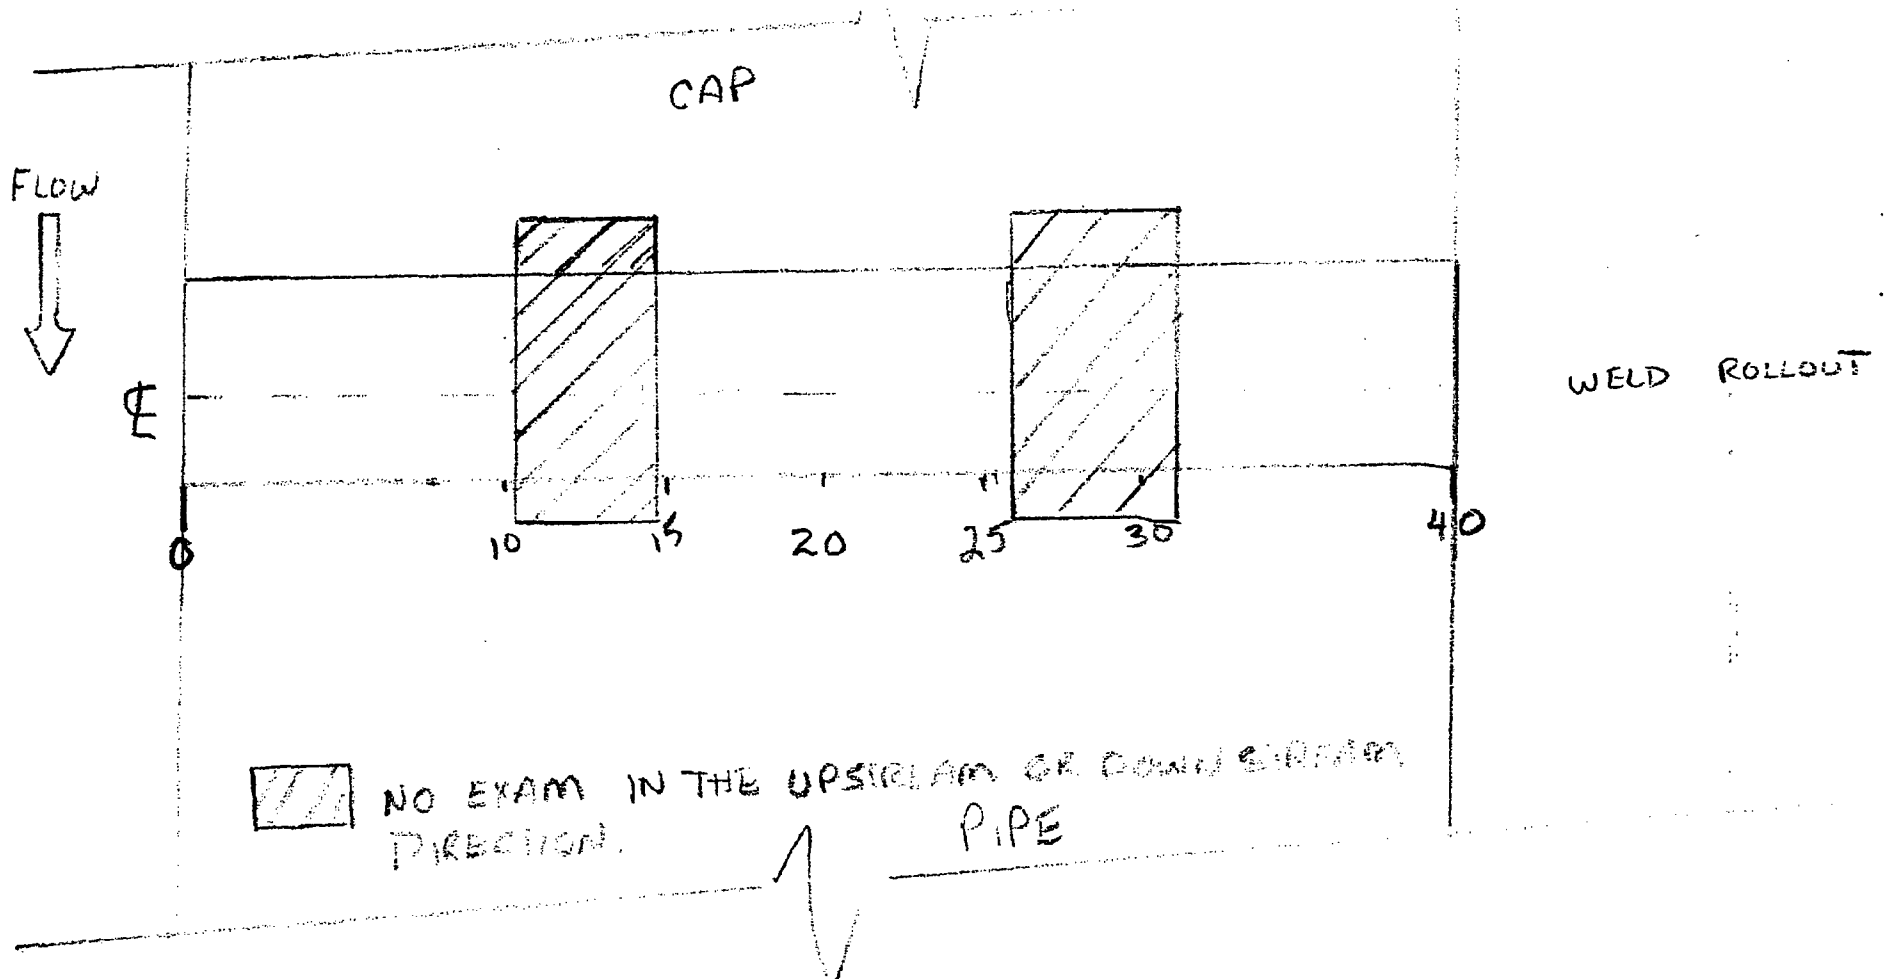 CAP
FLOW
℄
WELD ROLLOUT
0 10 15 20 25 30 40
NO EXAM IN THE UPSTREAM OR DOWNSTREAM
DIRECTION.
PIPE